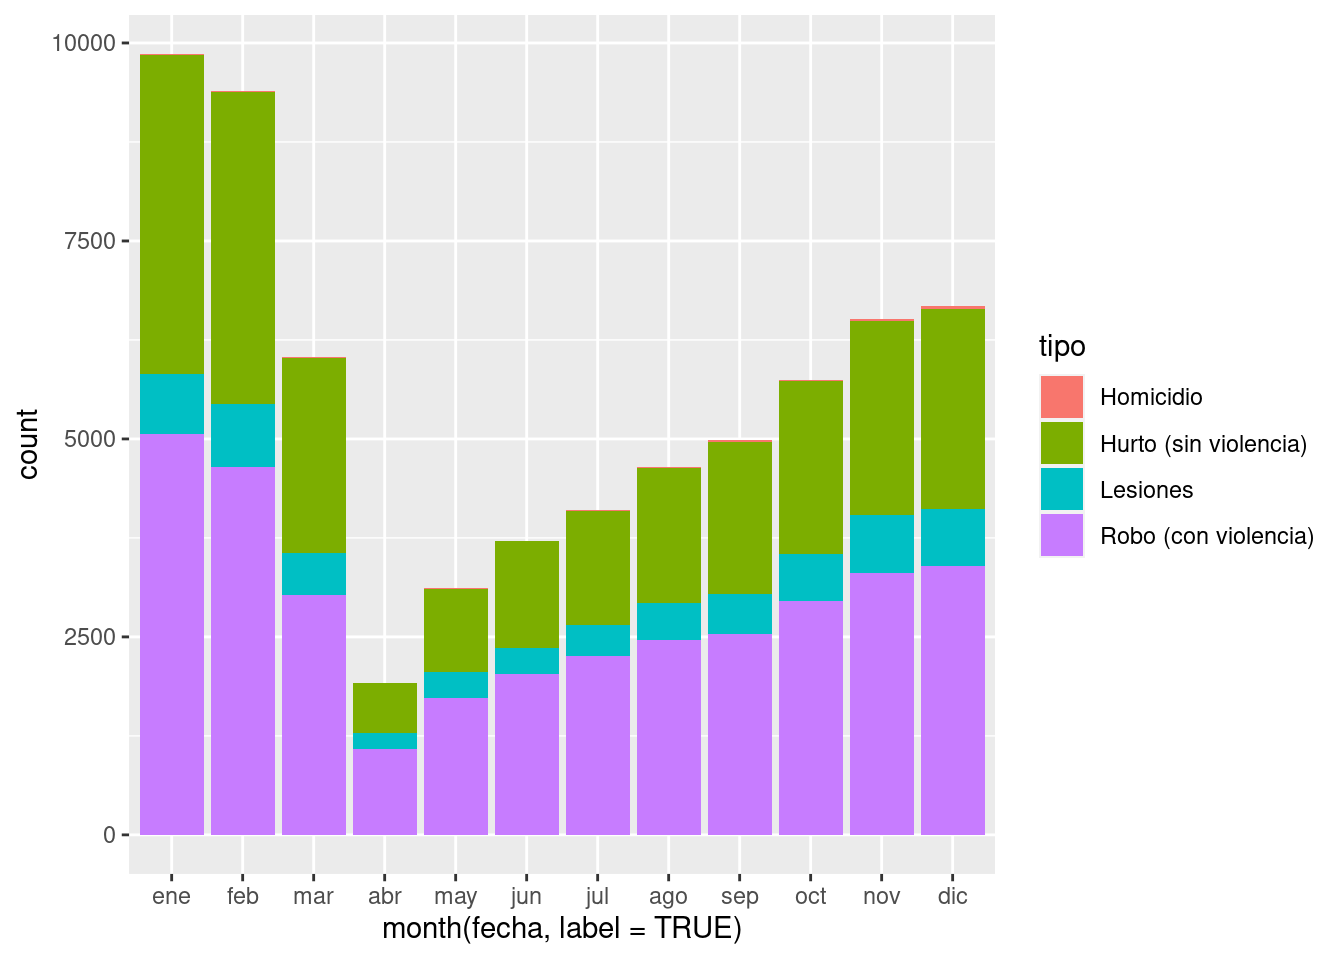 10000
7500
5000
2500
0
count
ene feb mar abr may jun jul ago sep oct nov dic
month(fecha, label = TRUE)
tipo
Homicidio
Hurto (sin violencia)
Lesiones
Robo (con violencia)